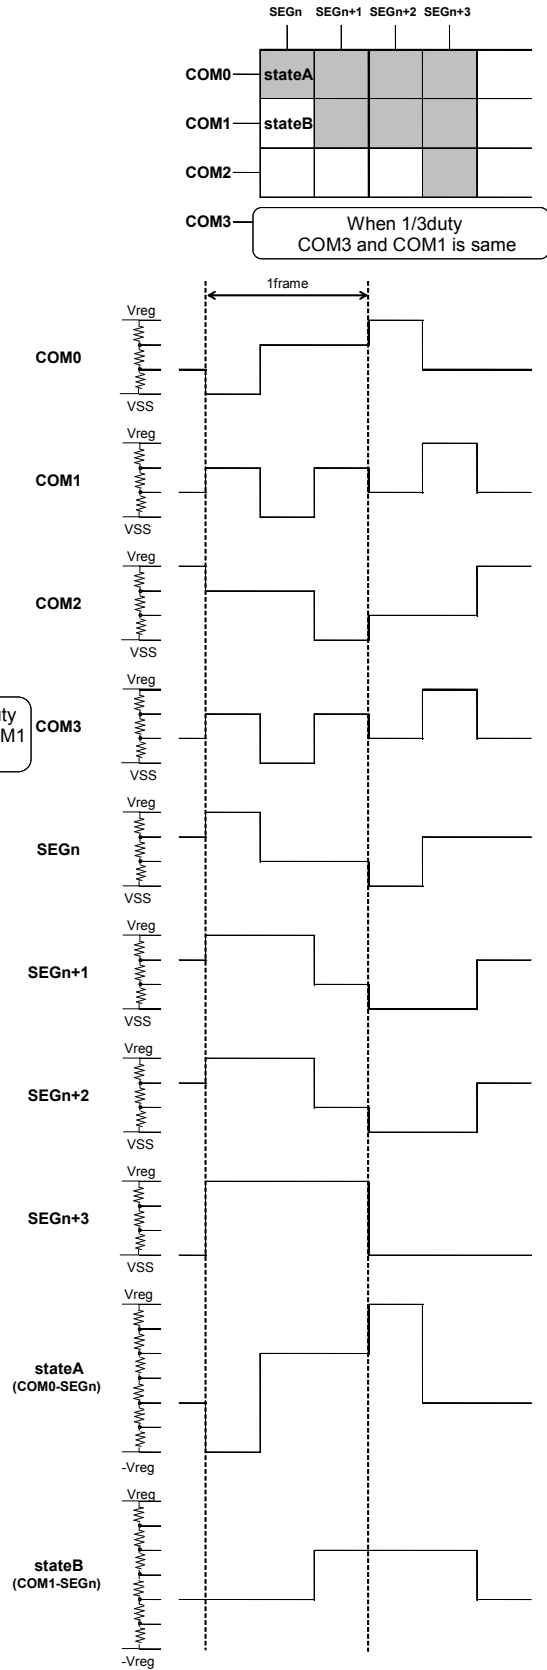 SEGn SEGn+1 SEGn+2 SEGn+3
COM0 stateA
COM1 stateB
COM2
COM3
When 1/3duty
COM3 and COM1 is same
1frame
Vreg
COM0
VSS
Vreg
COM1
VSS
Vreg
COM2
VSS
Vreg
ty
M1
COM3
VSS
Vreg
SEGn
VSS
Vreg
SEGn+1
VSS
Vreg
SEGn+2
VSS
Vreg
SEGn+3
VSS
Vreg
stateA
(COM0-SEGn)
-Vreg
Vreg
stateB
(COM1-SEGn)
-Vreg